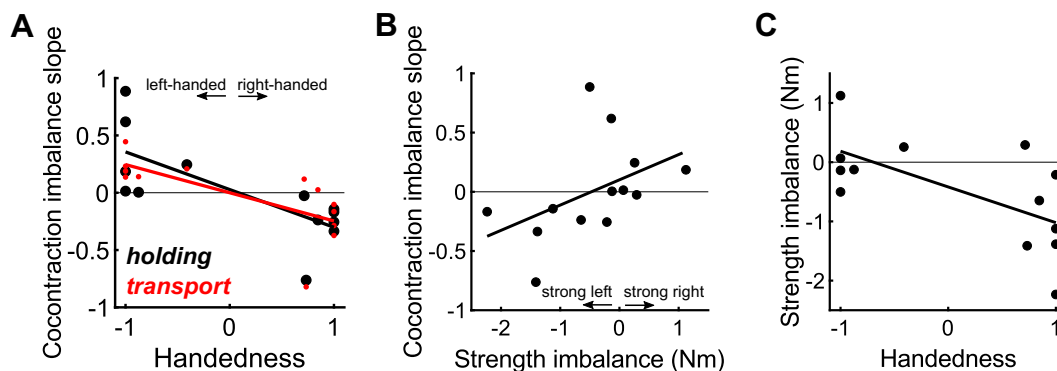 A
Cocontraction imbalance slope
1
0.5
0
-0.5
-1
left-handed right-handed
holding
transport
-1 0 1
Handedness
B
Cocontraction imbalance slope
1
0.5
0
-0.5
-1
strong left strong right
-2 -1 0 1
Strength imbalance (Nm)
C
Strength imbalance (Nm)
1
0
-1
-2
-1 0 1
Handedness